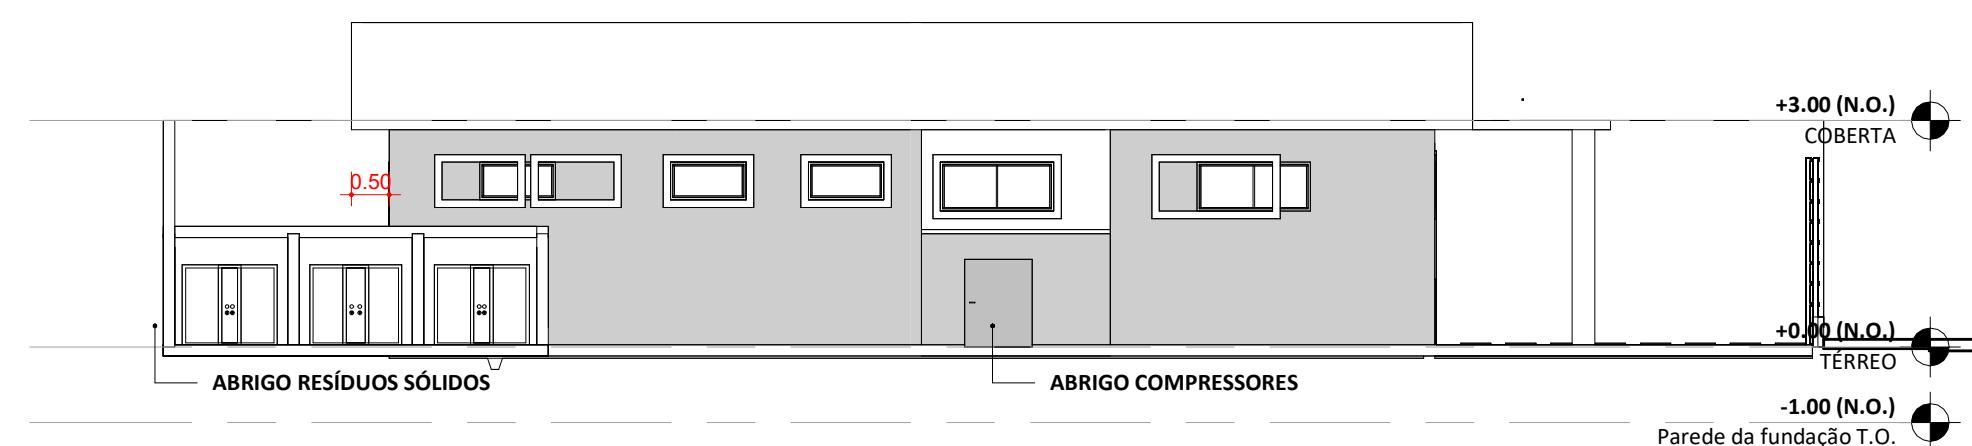 +3.00 (N.O.)
COBERTA
0.50
+0.00 (N.O.)
TÉRREO
ABRIGO RESÍDUOS SÓLIDOS
ABRIGO COMPRESSORES
-1.00 (N.O.)
Parede da fundação T.O.